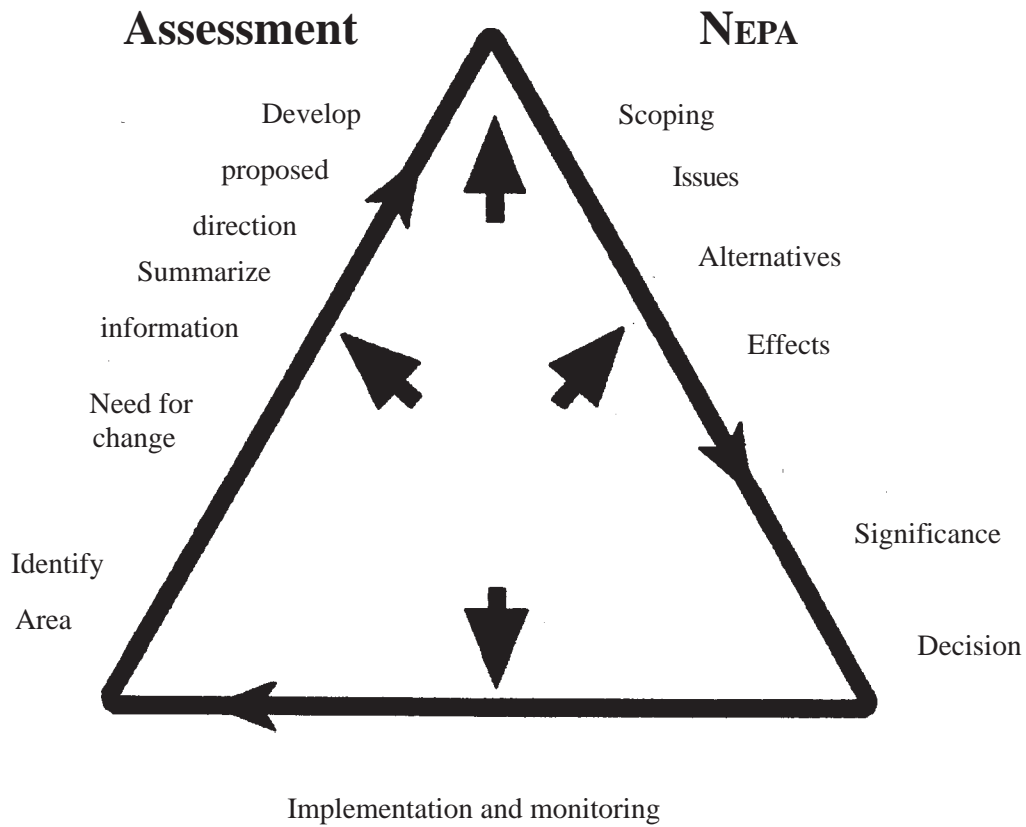 Assessment
NEPA
Develop
proposed
direction
Summarize
information
Need for
change
Identify
Area
Scoping
Issues
Alternatives
Effects
Significance
Decision
Implementation and monitoring